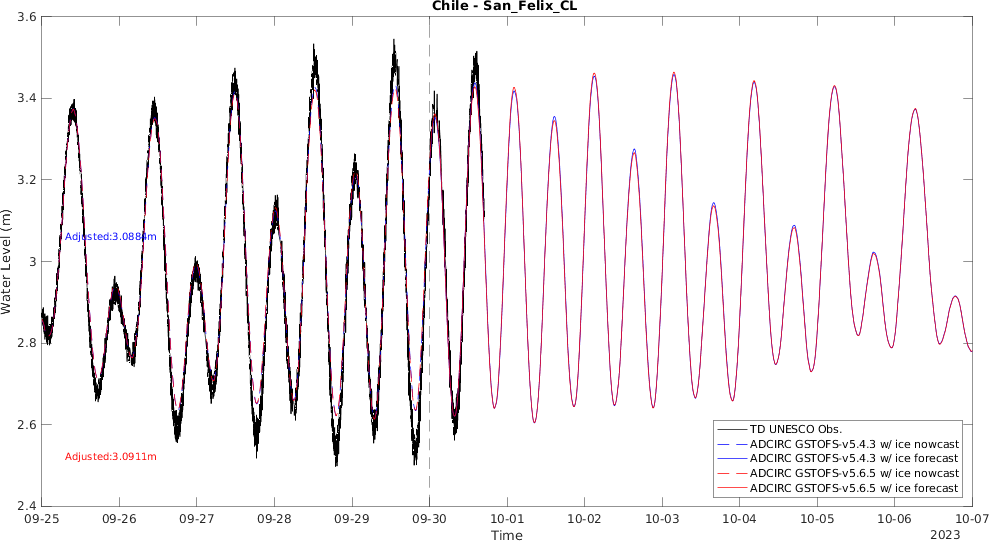 Chile - San_Felix_CL
3.6
3.4
3.2
3
2.8
2.6
2.4
Water Level (m)
Adjusted:3.0884m
Adjusted:3.0911m
TD UNESCO Obs.
ADCIRC GSTOFS-v5.4.3 w/ ice nowcast
ADCIRC GSTOFS-v5.4.3 w/ ice forecast
ADCIRC GSTOFS-v5.6.5 w/ ice nowcast
ADCIRC GSTOFS-v5.6.5 w/ ice forecast
09-25 09-26 09-27 09-28 09-29 09-30 10-01 10-02 10-03 10-04 10-05 10-06 10-07
Time
2023